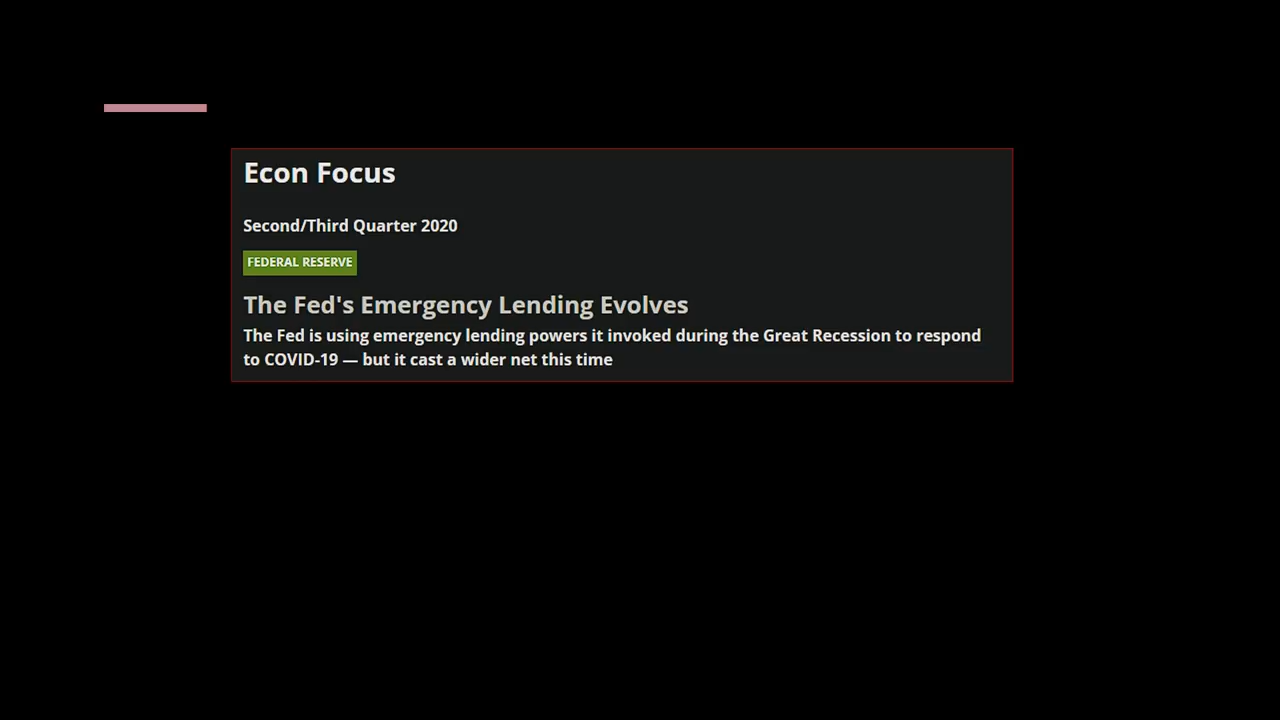 Econ Focus
Second/Third Quarter 2020
FEDERAL RESERVE
The Fed's Emergency Lending Evolves
The Fed is using emergency lending powers it invoked during the Great Recession to respond
to COVID-19 — but it cast a wider net this time